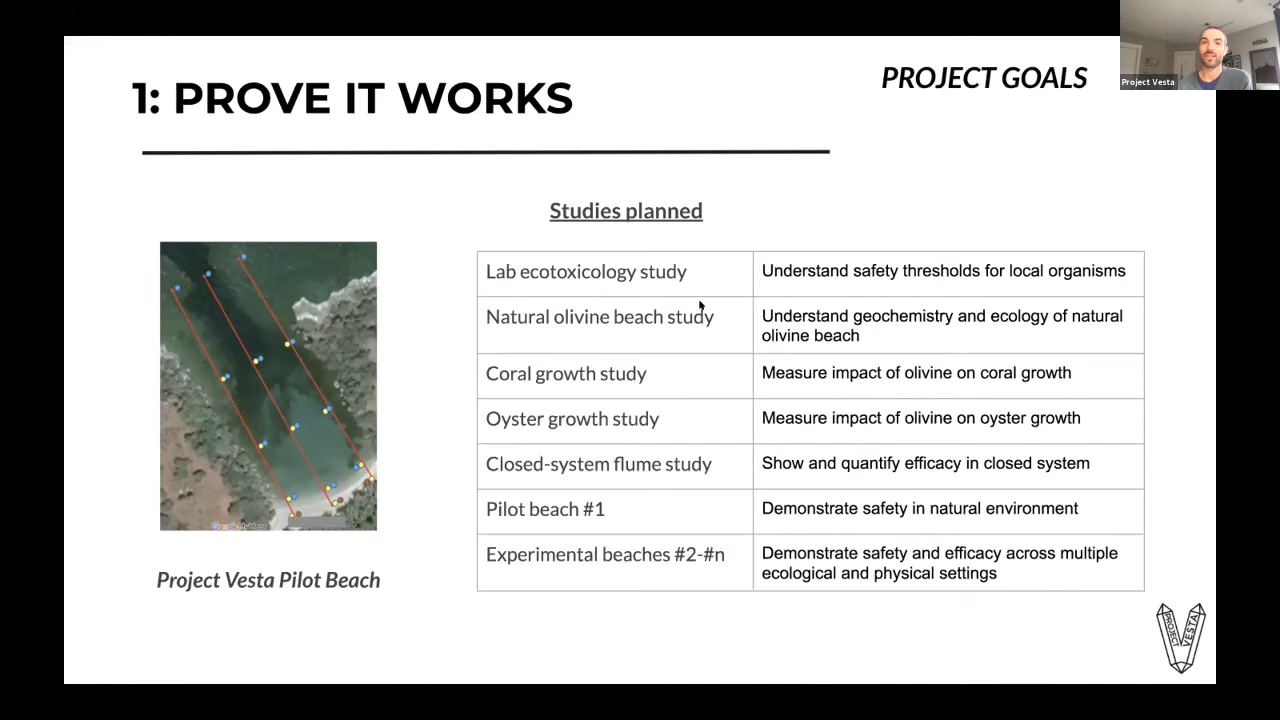 1: PROVE IT WORKS
PROJECT GOALS
Project Vesta
Studies planned
Lab ecotoxicology study
Understand safety thresholds for local organisms
Natural olivine beach study
Understand geochemistry and ecology of natural
olivine beach
Coral growth study
Measure impact of olivine on coral growth
Oyster growth study
Measure impact of olivine on oyster growth
Closed-system flume study
Show and quantify efficacy in closed system
Pilot beach #1
Demonstrate safety in natural environment
Experimental beaches #2-#n
Demonstrate safety and efficacy across multiple
ecological and physical settings
Project Vesta Pilot Beach
PROJECT
VESTA